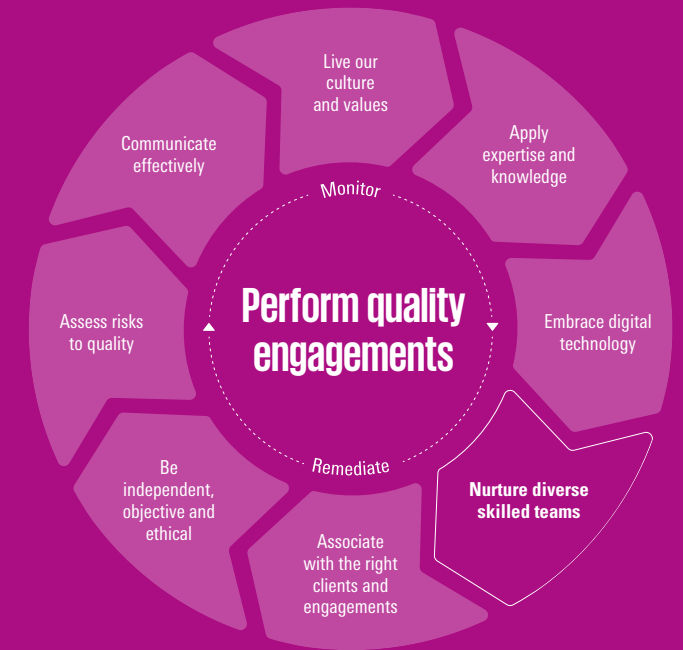 Live our
culture
and values
Apply
expertise and
knowledge
Embrace digital
technology
Nurture diverse
skilled teams
Associate
with the right
clients and
engagements
Be
independent,
objective and
ethical
Assess risks
to quality
Communicate
effectively
Monitor
Perform quality
engagements
Remediate